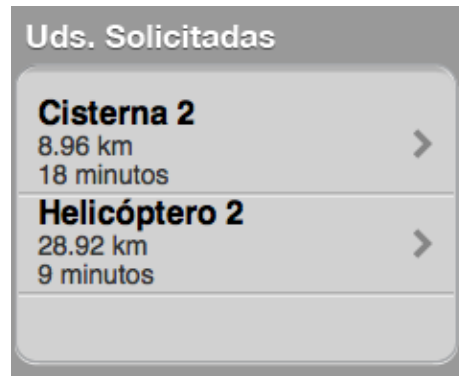 Uds. Solicitadas
Cisterna 2
8.96 km
18 minutos
Helicóptero 2
28.92 km
9 minutos